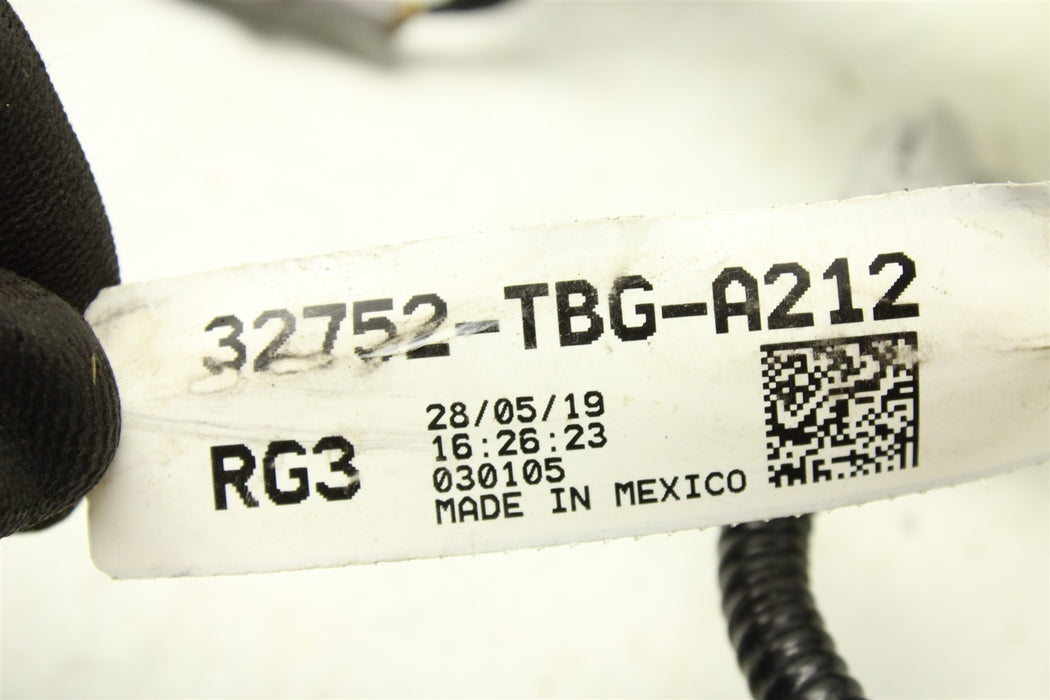 32752-TBG-A212
RG3
28/05/19
16:26:23
030105
MADE IN MEXICO